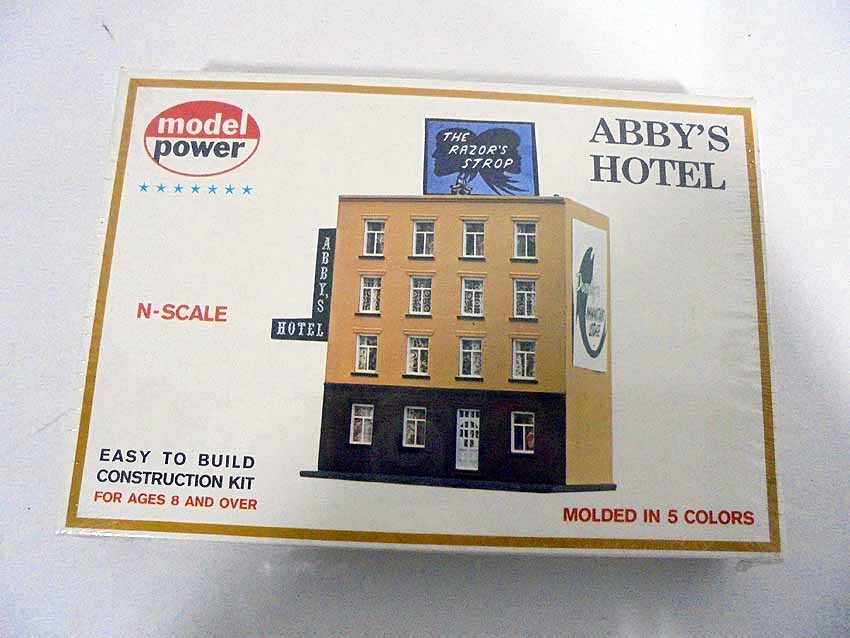 model
power
ABBY'S
HOTEL
THE
RAZOR'S
STROP
ABBY'S
HOTEL
N-SCALE
EASY TO BUILD
CONSTRUCTION KIT
FOR AGES 8 AND OVER
MOLDED IN 5 COLORS